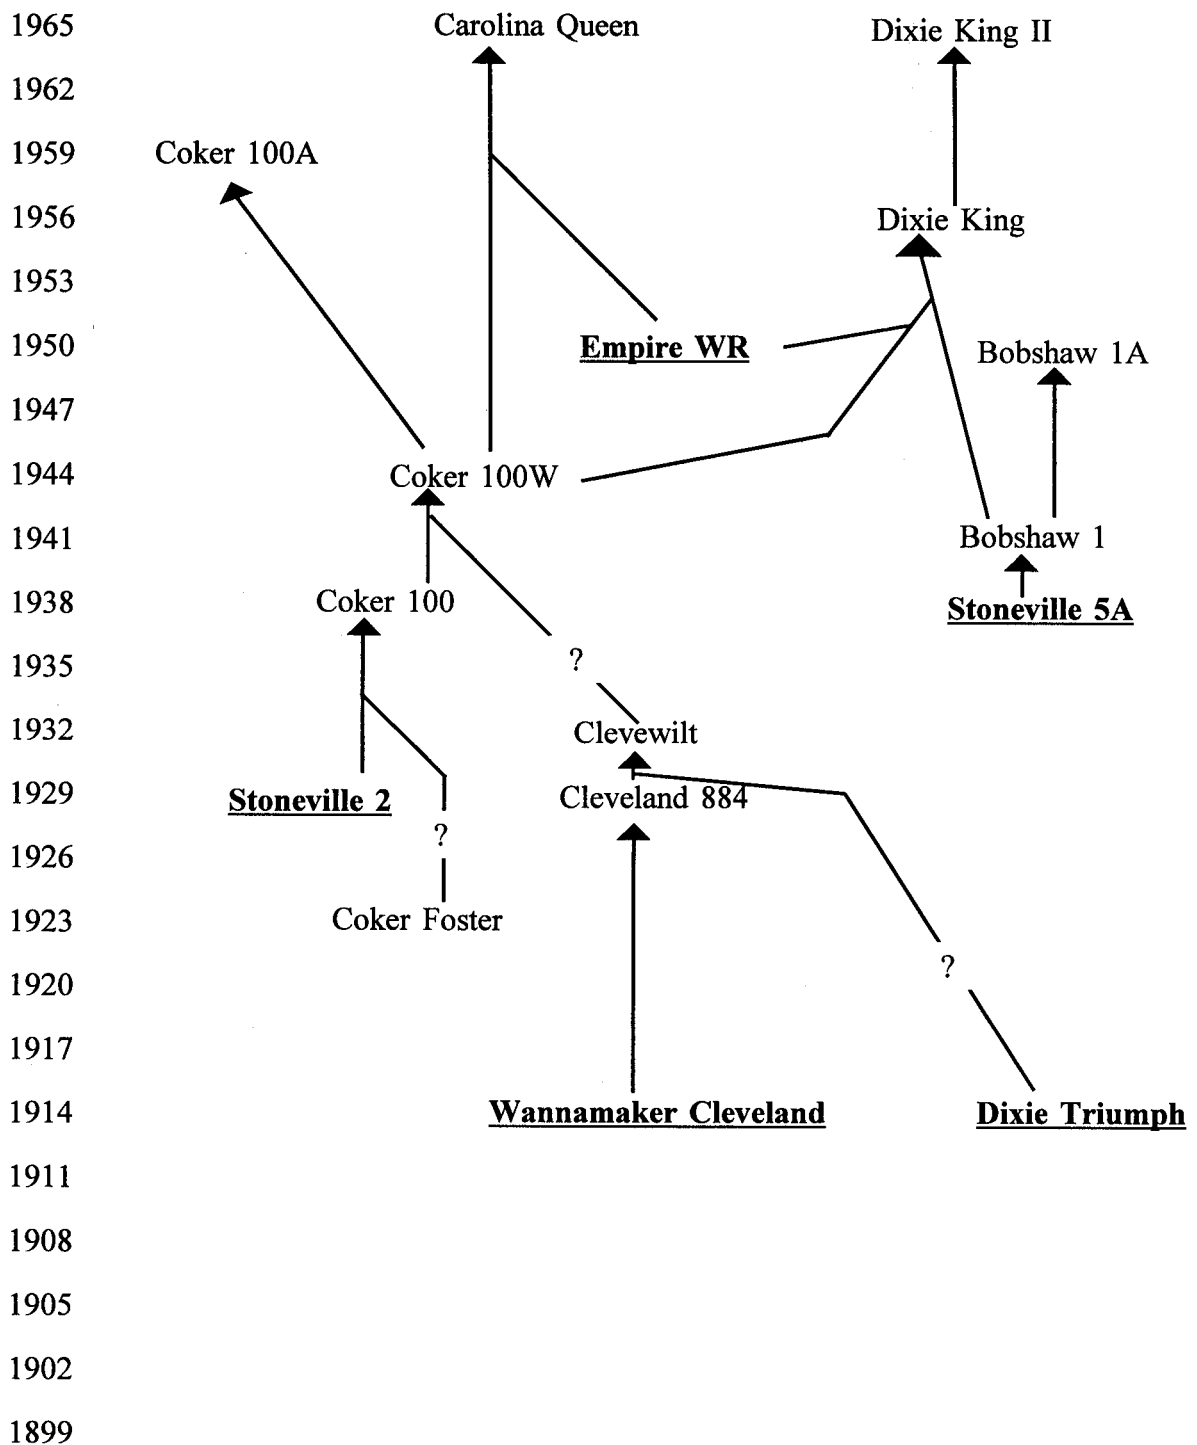 1965 Carolina Queen Dixie King II
1962
1959 Coker 100A
1956 Dixie King
1953
1950 Empire WR Bobshaw 1A
1947
1944 Coker 100W
1941 Bobshaw 1
1938 Coker 100 Stoneville 5A
1935 ?
1932 Clevewilt
1929 Stoneville 2 Cleveland 884
?
1926
1923 Coker Foster
?
1920
1917
1914 Wannamaker Cleveland Dixie Triumph
1911
1908
1905
1902
1899